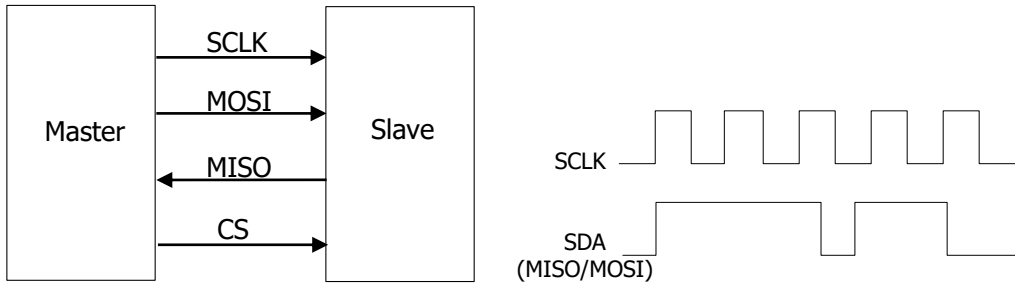 SCLK
MOSI
Master
Slave
MISO
CS
SCLK
SDA
(MISO/MOSI)